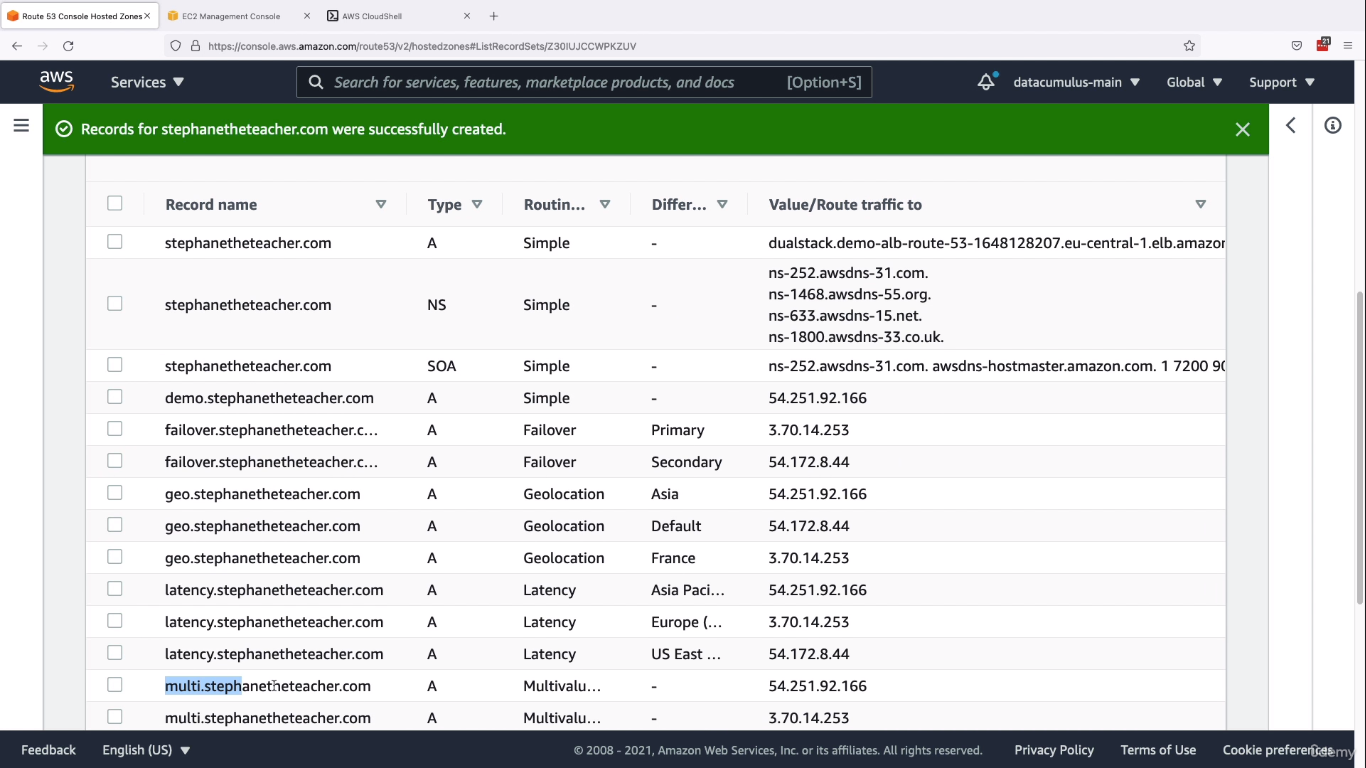 Route 53 Console Hosted Zones
EC2 Management Console
AWS CloudShell
https://console.aws.amazon.com/route53/v2/hostedzones#ListRecordSets/Z30IUJCCWPKZUV
21
aws
Services
Search for services, features, marketplace products, and docs [Option+S]
datacumulus-main
Global
Support
Records for stephanetheteacher.com were successfully created.
Record name Type Routin... Differ... Value/Route traffic to
stephanetheteacher.com A Simple - dualstack.demo-alb-route-53-1648128207.eu-central-1.elb.amazon
stephanetheteacher.com NS Simple - ns-252.awsdns-31.com.
ns-1468.awsdns-55.org.
ns-633.awsdns-15.net.
ns-1800.awsdns-33.co.uk.
stephanetheteacher.com SOA Simple - ns-252.awsdns-31.com. awsdns-hostmaster.amazon.com. 1 7200 90
demo.stephanetheteacher.com A Simple - 54.251.92.166
failover.stephanetheteacher.c... A Failover Primary 3.70.14.253
failover.stephanetheteacher.c... A Failover Secondary 54.172.8.44
geo.stephanetheteacher.com A Geolocation Asia 54.251.92.166
geo.stephanetheteacher.com A Geolocation Default 54.172.8.44
geo.stephanetheteacher.com A Geolocation France 3.70.14.253
latency.stephanetheteacher.com A Latency Asia Paci... 54.251.92.166
latency.stephanetheteacher.com A Latency Europe (... 3.70.14.253
latency.stephanetheteacher.com A Latency US East ... 54.172.8.44
multi.stephanetheteacher.com A Multivalu... - 54.251.92.166
multi.stephanetheteacher.com A Multivalu... - 3.70.14.253
Feedback English (US) © 2008 - 2021, Amazon Web Services, Inc. or its affiliates. All rights reserved. Privacy Policy Terms of Use Cookie preferences
Udemy